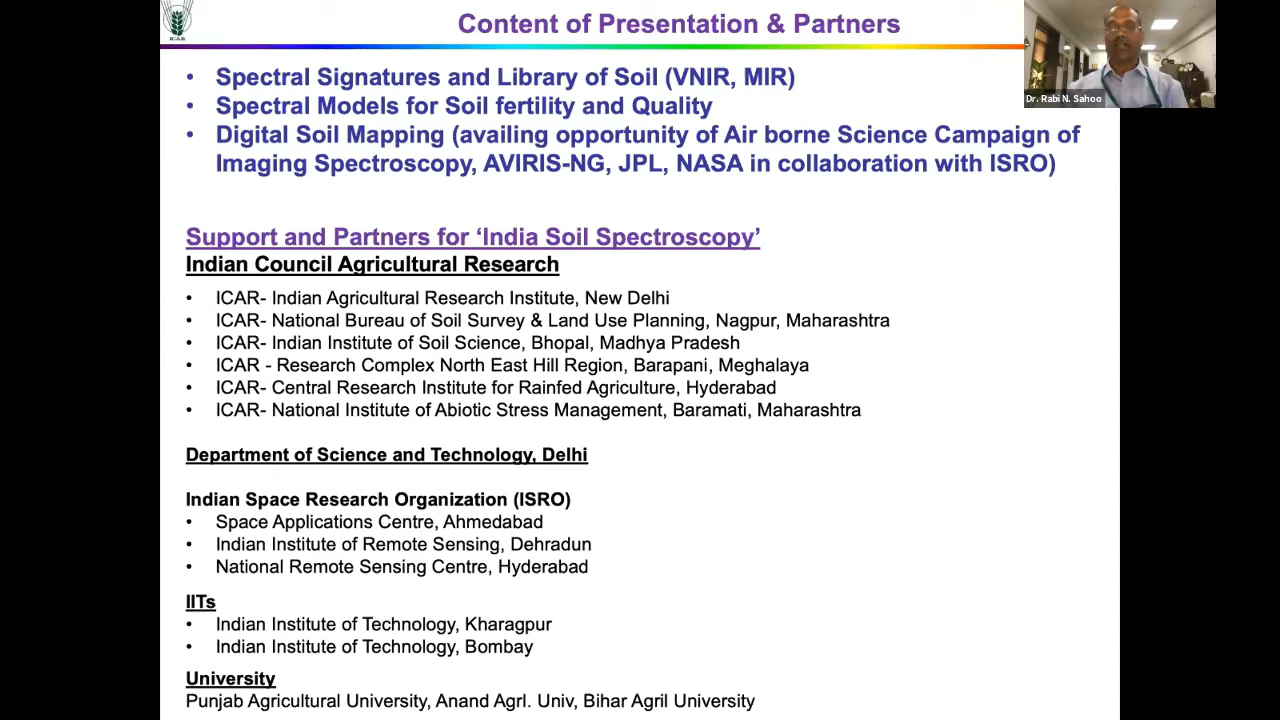 Content of Presentation & Partners
ICAR
Dr. Rabi N. Sahoo
• Spectral Signatures and Library of Soil (VNIR, MIR)
• Spectral Models for Soil fertility and Quality
• Digital Soil Mapping (availing opportunity of Air borne Science Campaign of
Imaging Spectroscopy, AVIRIS-NG, JPL, NASA in collaboration with ISRO)
Support and Partners for ‘India Soil Spectroscopy’
Indian Council Agricultural Research
• ICAR- Indian Agricultural Research Institute, New Delhi
• ICAR- National Bureau of Soil Survey & Land Use Planning, Nagpur, Maharashtra
• ICAR- Indian Institute of Soil Science, Bhopal, Madhya Pradesh
• ICAR - Research Complex North East Hill Region, Barapani, Meghalaya
• ICAR- Central Research Institute for Rainfed Agriculture, Hyderabad
• ICAR- National Institute of Abiotic Stress Management, Baramati, Maharashtra
Department of Science and Technology, Delhi
Indian Space Research Organization (ISRO)
• Space Applications Centre, Ahmedabad
• Indian Institute of Remote Sensing, Dehradun
• National Remote Sensing Centre, Hyderabad
IITs
• Indian Institute of Technology, Kharagpur
• Indian Institute of Technology, Bombay
University
Punjab Agricultural University, Anand Agrl. Univ, Bihar Agril University